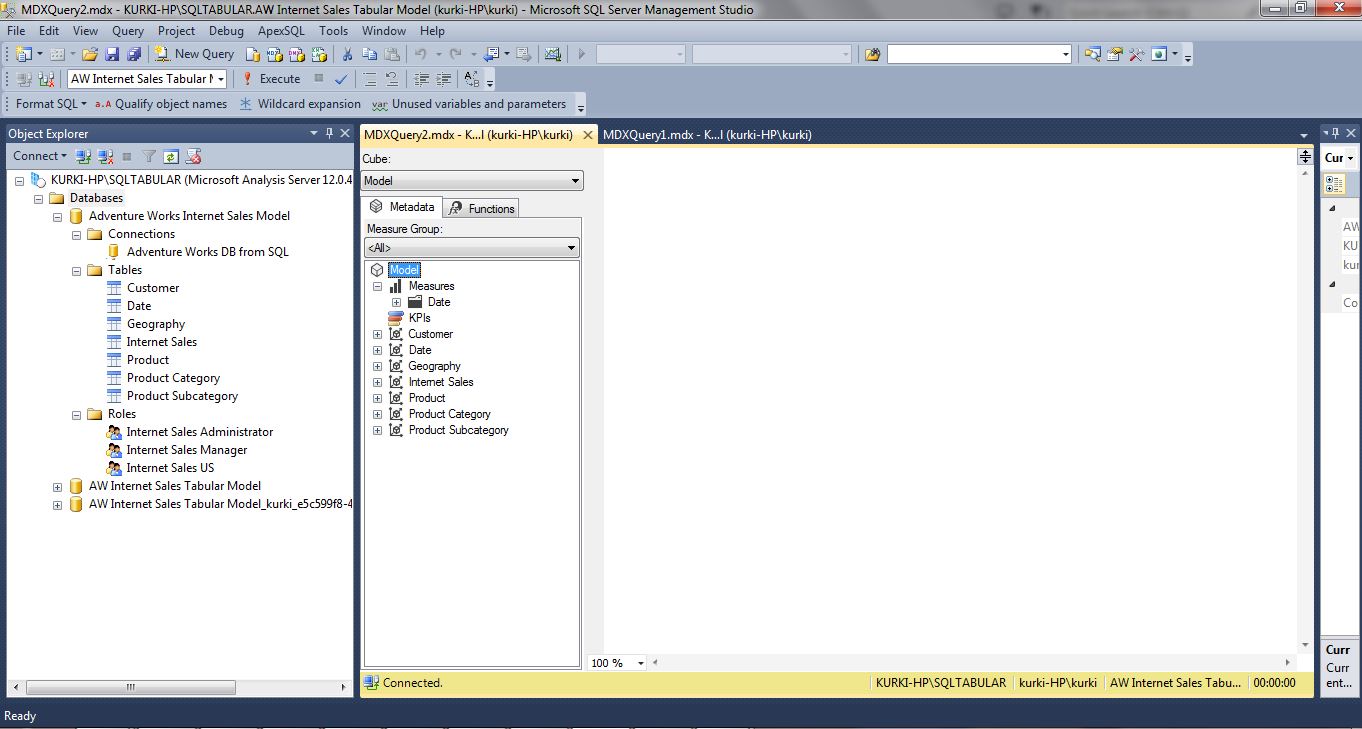 MDXQuery2.mdx - KURKI-HP\SQLTABULAR.AW Internet Sales Tabular Model (kurki-HP\kurki) - Microsoft SQL Server Management Studio
File Edit View Query Project Debug ApexSQL Tools Window Help
New Query
AW Internet Sales Tabular M Execute
Format SQL Qualify object names Wildcard expansion Unused variables and parameters
Object Explorer
Connect
KURKI-HP\SQLTABULAR (Microsoft Analysis Server 12.0.4
Databases
Adventure Works Internet Sales Model
Connections
Adventure Works DB from SQL
Tables
Customer
Date
Geography
Internet Sales
Product
Product Category
Product Subcategory
Roles
Internet Sales Administrator
Internet Sales Manager
Internet Sales US
AW Internet Sales Tabular Model
AW Internet Sales Tabular Model_kurki_e5c599f8-4
MDXQuery2.mdx - K...l (kurki-HP\kurki) MDXQuery1.mdx - K...l (kurki-HP\kurki)
Cube:
Model
Metadata Functions
Measure Group:
<All>
Model
Measures
Date
KPIs
Customer
Date
Geography
Internet Sales
Product
Product Category
Product Subcategory
100 %
Connected. KURKI-HP\SQLTABULAR kurki-HP\kurki AW Internet Sales Tabu... 00:00:00
Cur
AW
KU
kur
Co
Curr
Curr
ent...
Ready